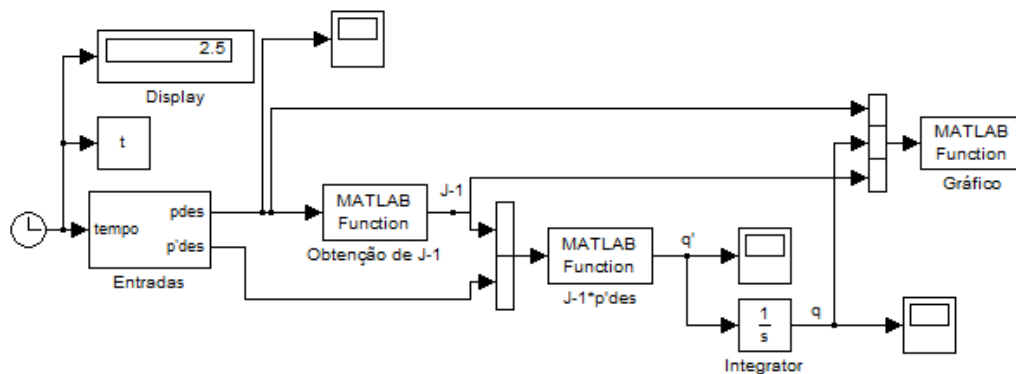 2.5
Display
t
tempo
pdes
p'des
Entradas
MATLAB
Function
Obtenção de J-1
J-1
MATLAB
Function
J-1*p'des
q'
1
s
Integrator
q
MATLAB
Function
Gráfico